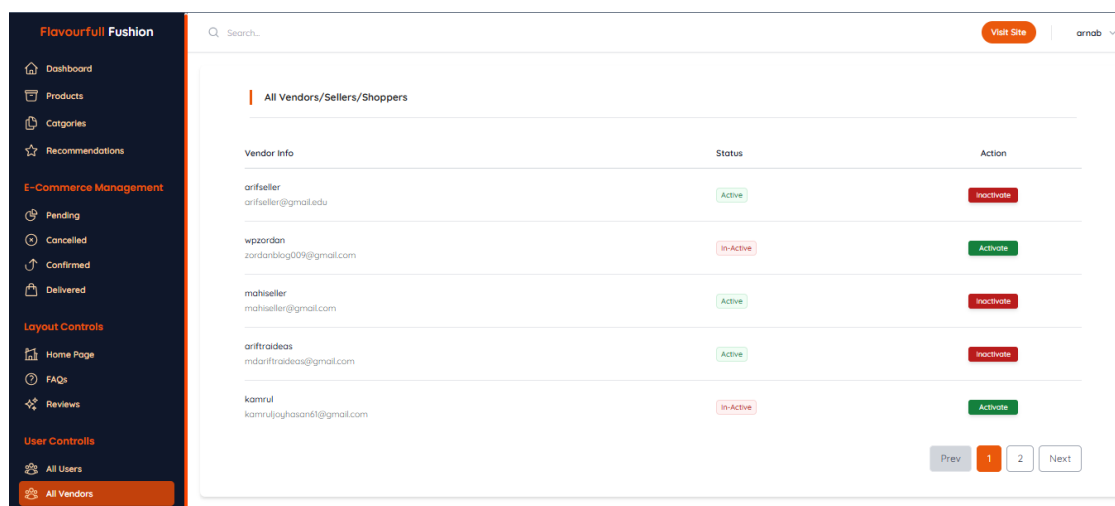 Flavourfull Fushion
Search..
Visit Site
arnab
Dashboard
Products
Catgories
Recommendations
E-Commerce Management
Pending
Cancelled
Confirmed
Delivered
Layout Controls
Home Page
FAQs
Reviews
User Controlls
All Users
All Vendors
All Vendors/Sellers/Shoppers
Vendor Info Status Action
arifseller Active Inactivate
arifseller@gmail.edu
wpzordan In-Active Activate
zordanblog009@gmail.com
mahiseller Active Inactivate
mahiseller@gmail.com
ariftraideas Active Inactivate
mdariftraideas@gmail.com
kamrul In-Active Activate
kamruljoyhasan61@gmail.com
Prev 1 2 Next